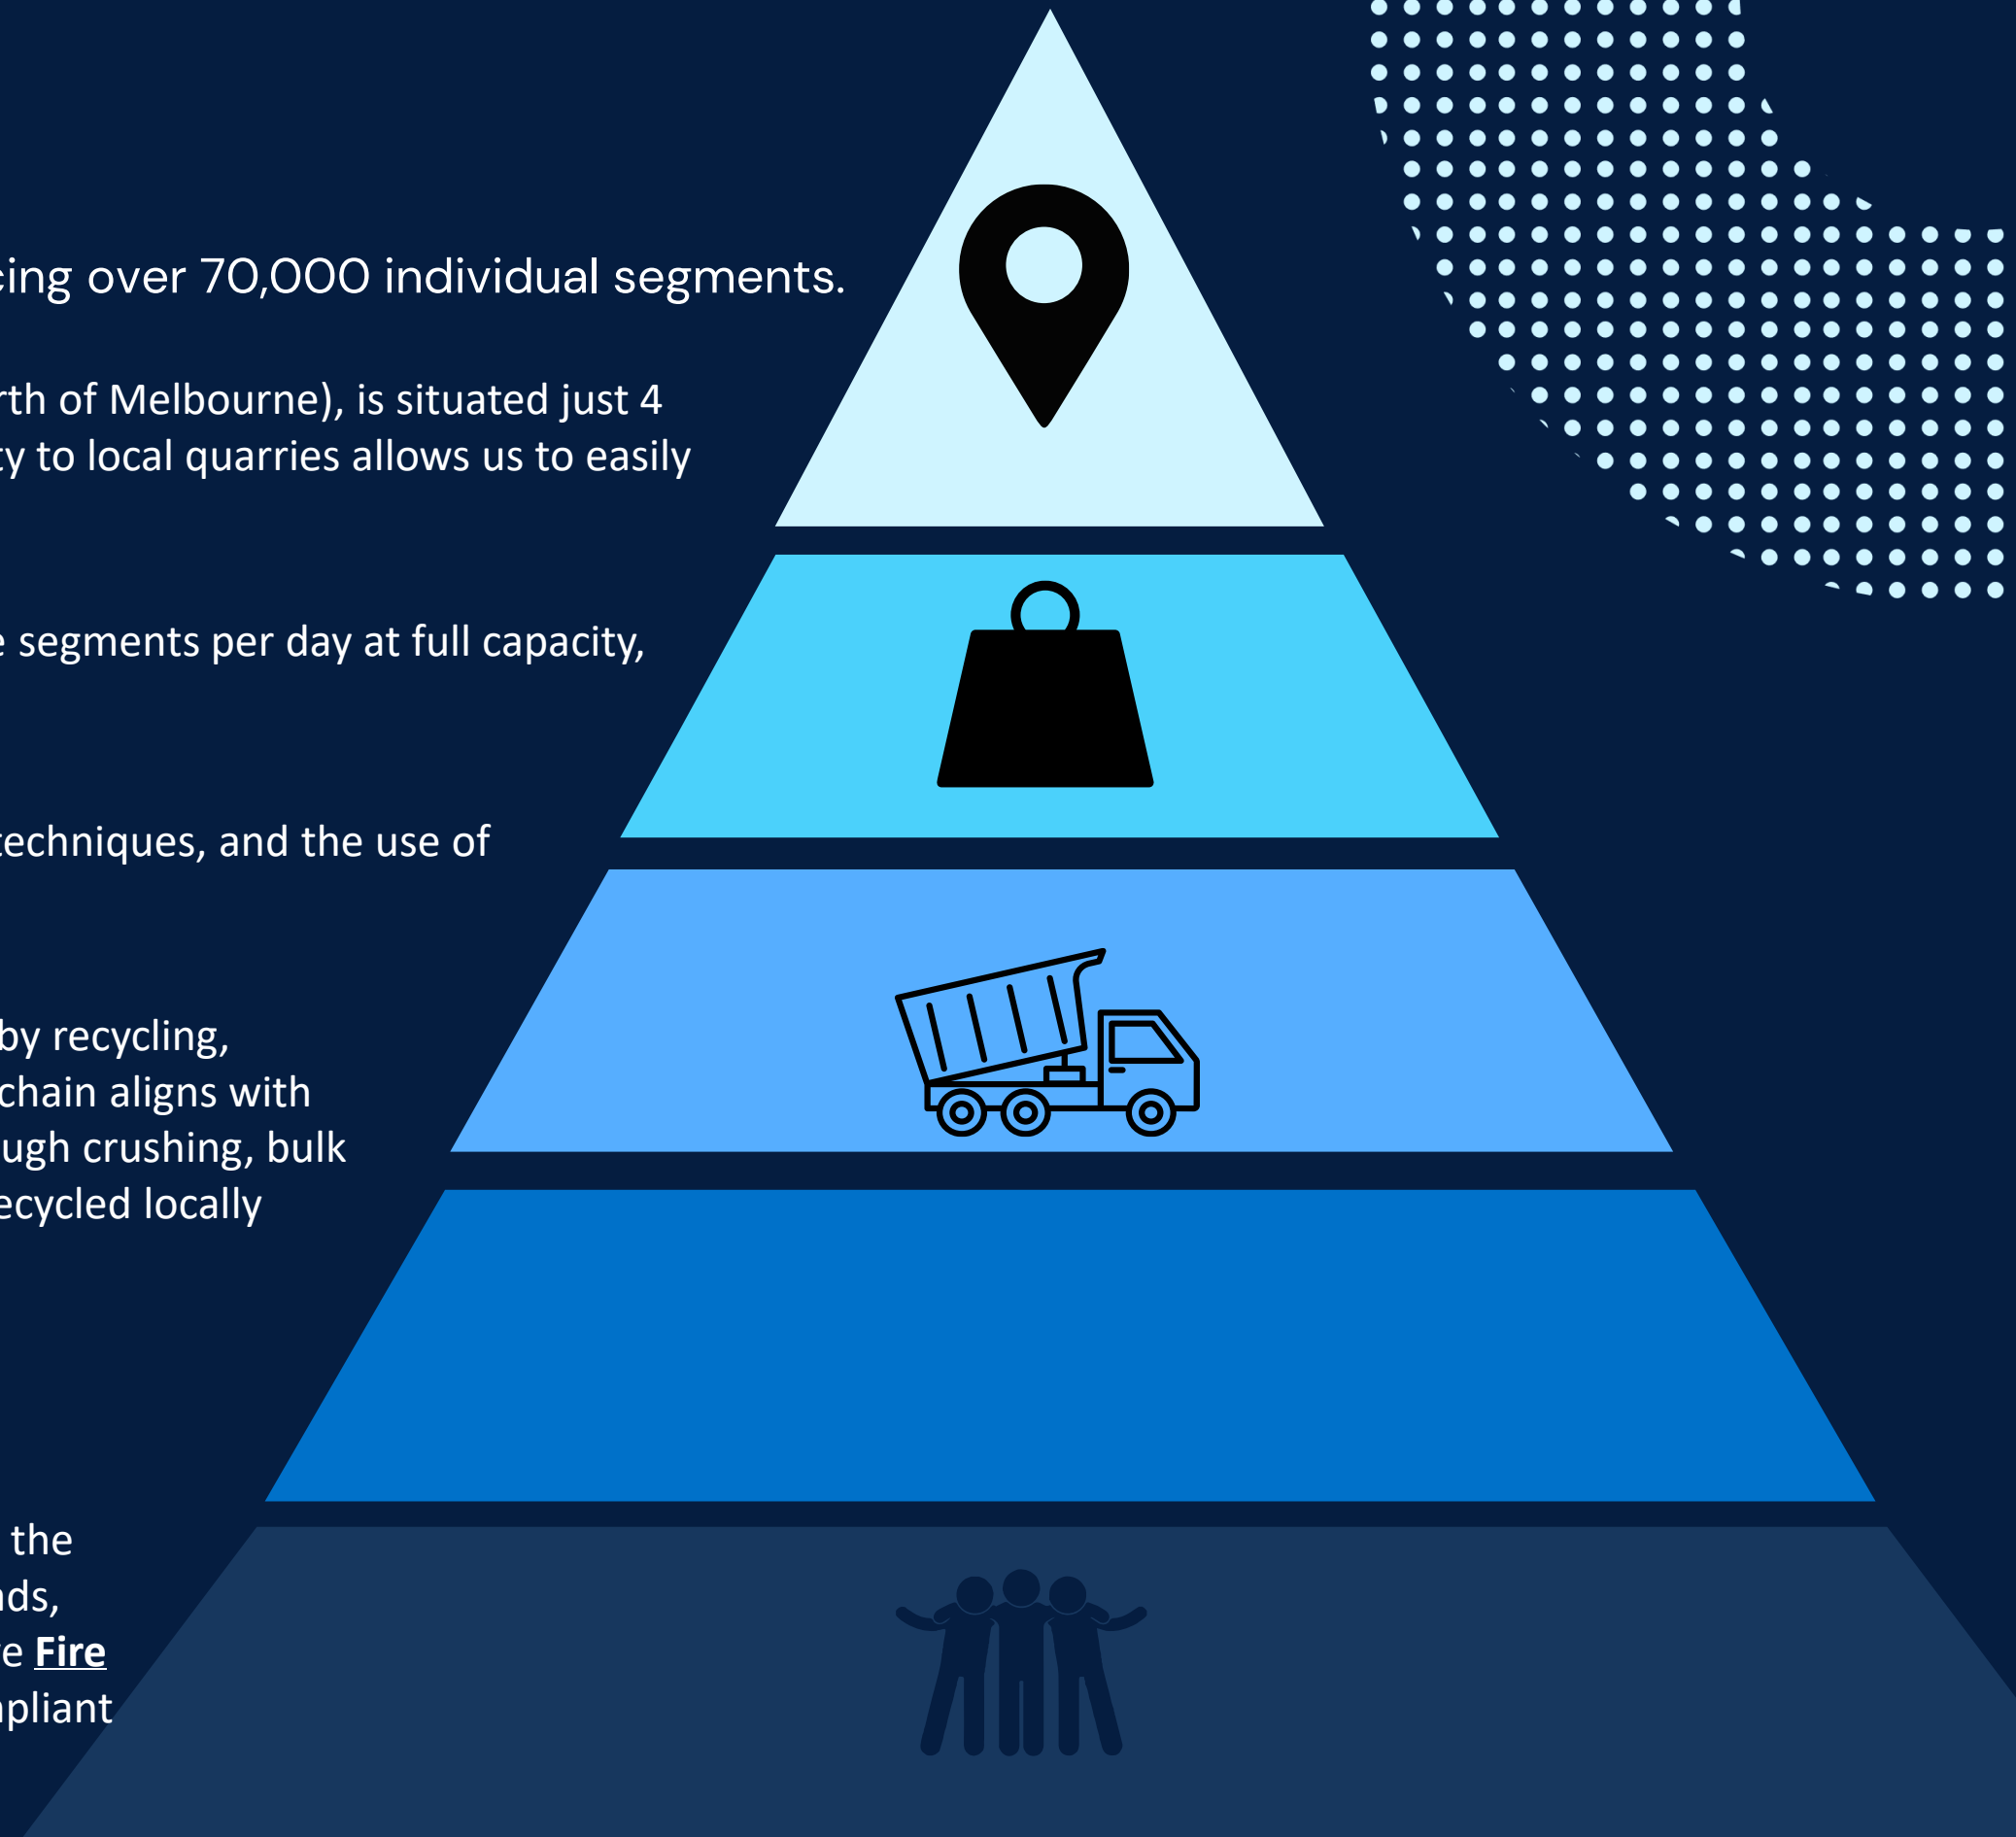 cing over 70,000 individual segments.
rth of Melbourne), is situated just 4
ty to local quarries allows us to easily
e segments per day at full capacity,
techniques, and the use of
by recycling,
chain aligns with
ugh crushing, bulk
ecycled locally
the
nds,
e Fire
npliant